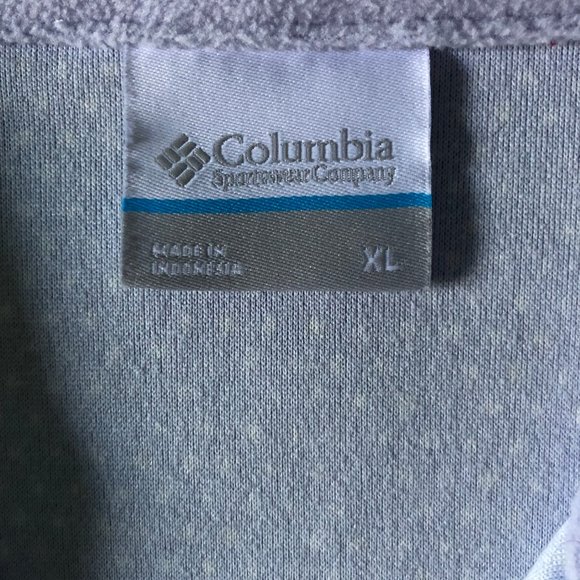 Columbia
Sportswear Company
MADE IN
INDONESIA
XL